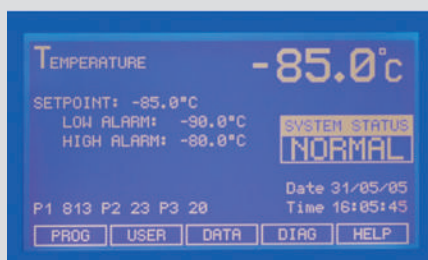 TEMPERATURE -85.0°C
SETPOINT: -85.0°C
LOW ALARM: -90.0°C
HIGH ALARM: -80.0°C
SYSTEM STATUS
NORMAL
Date 31/05/05
P1 813 P2 23 P3 20 Time 16:05:45
PROG USER DATA DIAG HELP